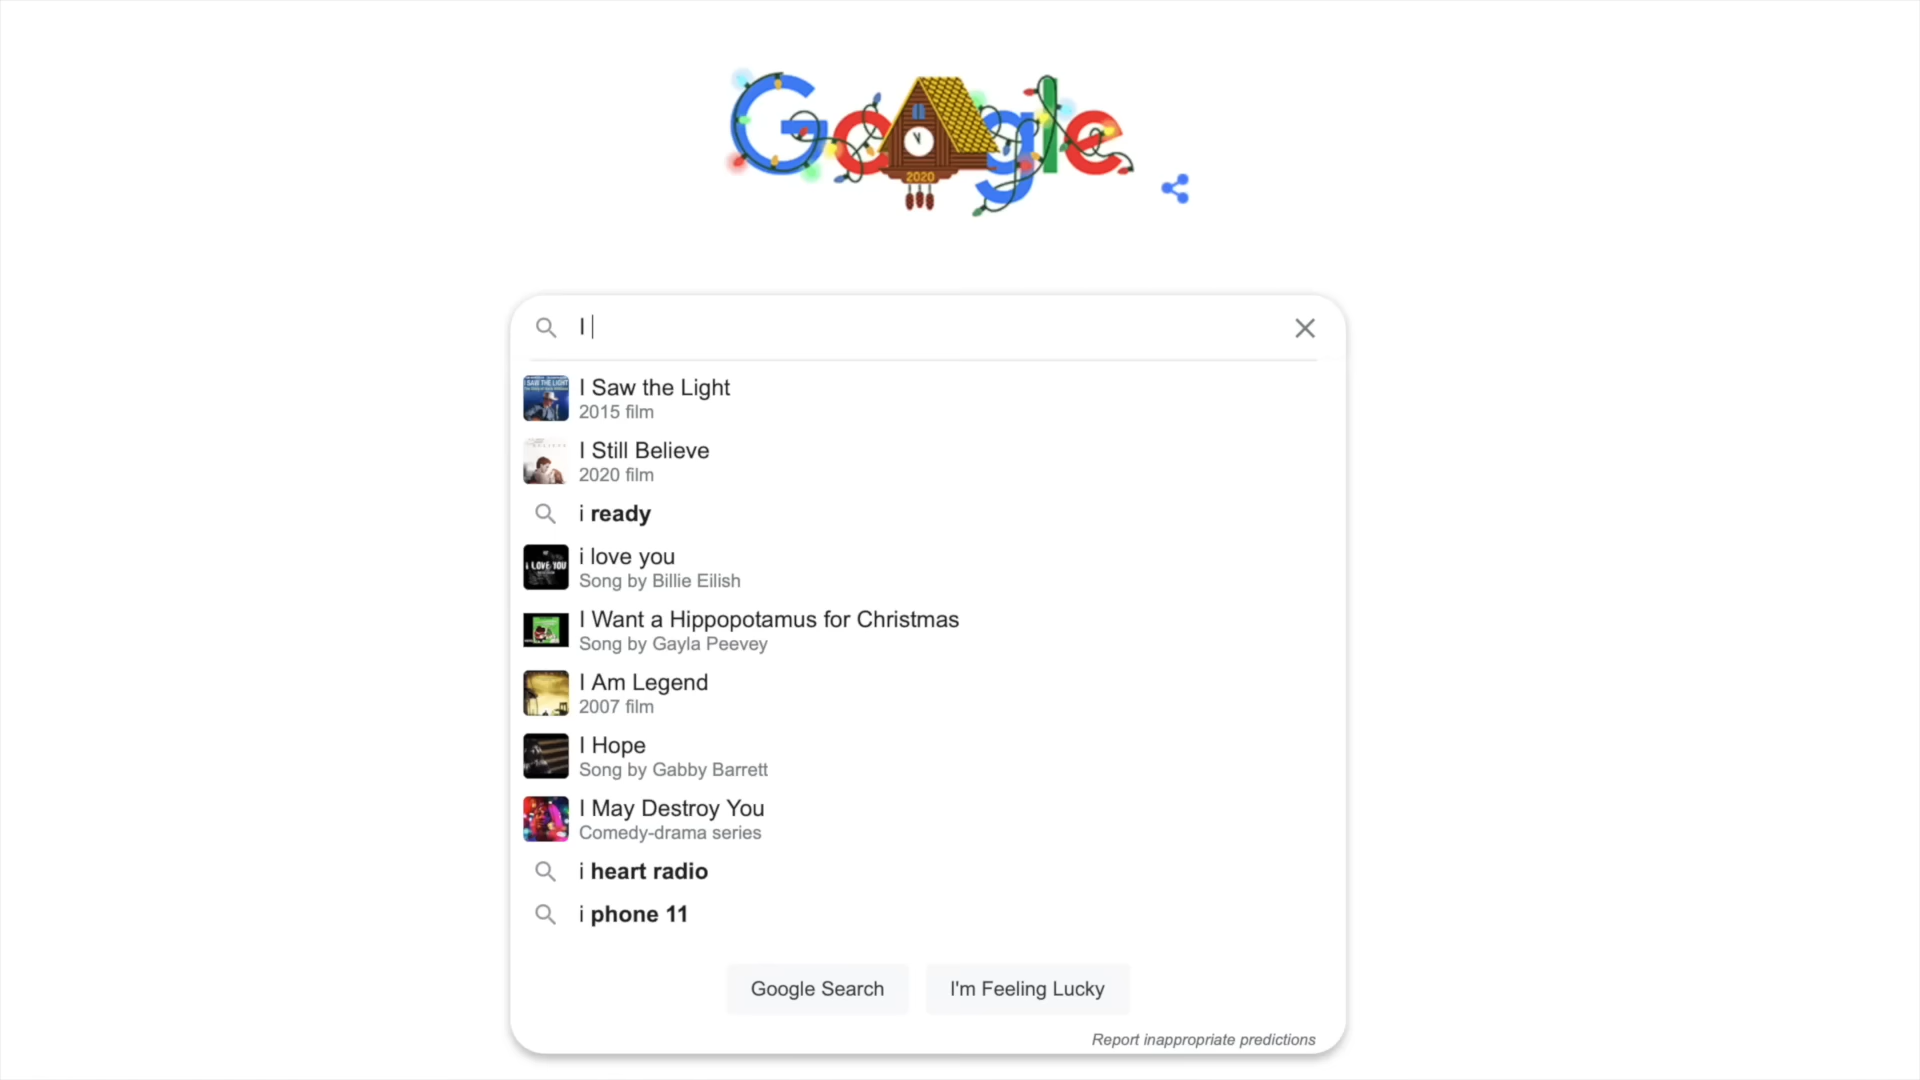 Google
2020
I
I Saw the Light
2015 film
I Still Believe
2020 film
i ready
i love you
Song by Billie Eilish
I Want a Hippopotamus for Christmas
Song by Gayla Peevey
I Am Legend
2007 film
I Hope
Song by Gabby Barrett
I May Destroy You
Comedy-drama series
i heart radio
i phone 11
Google Search
I'm Feeling Lucky
Report inappropriate predictions